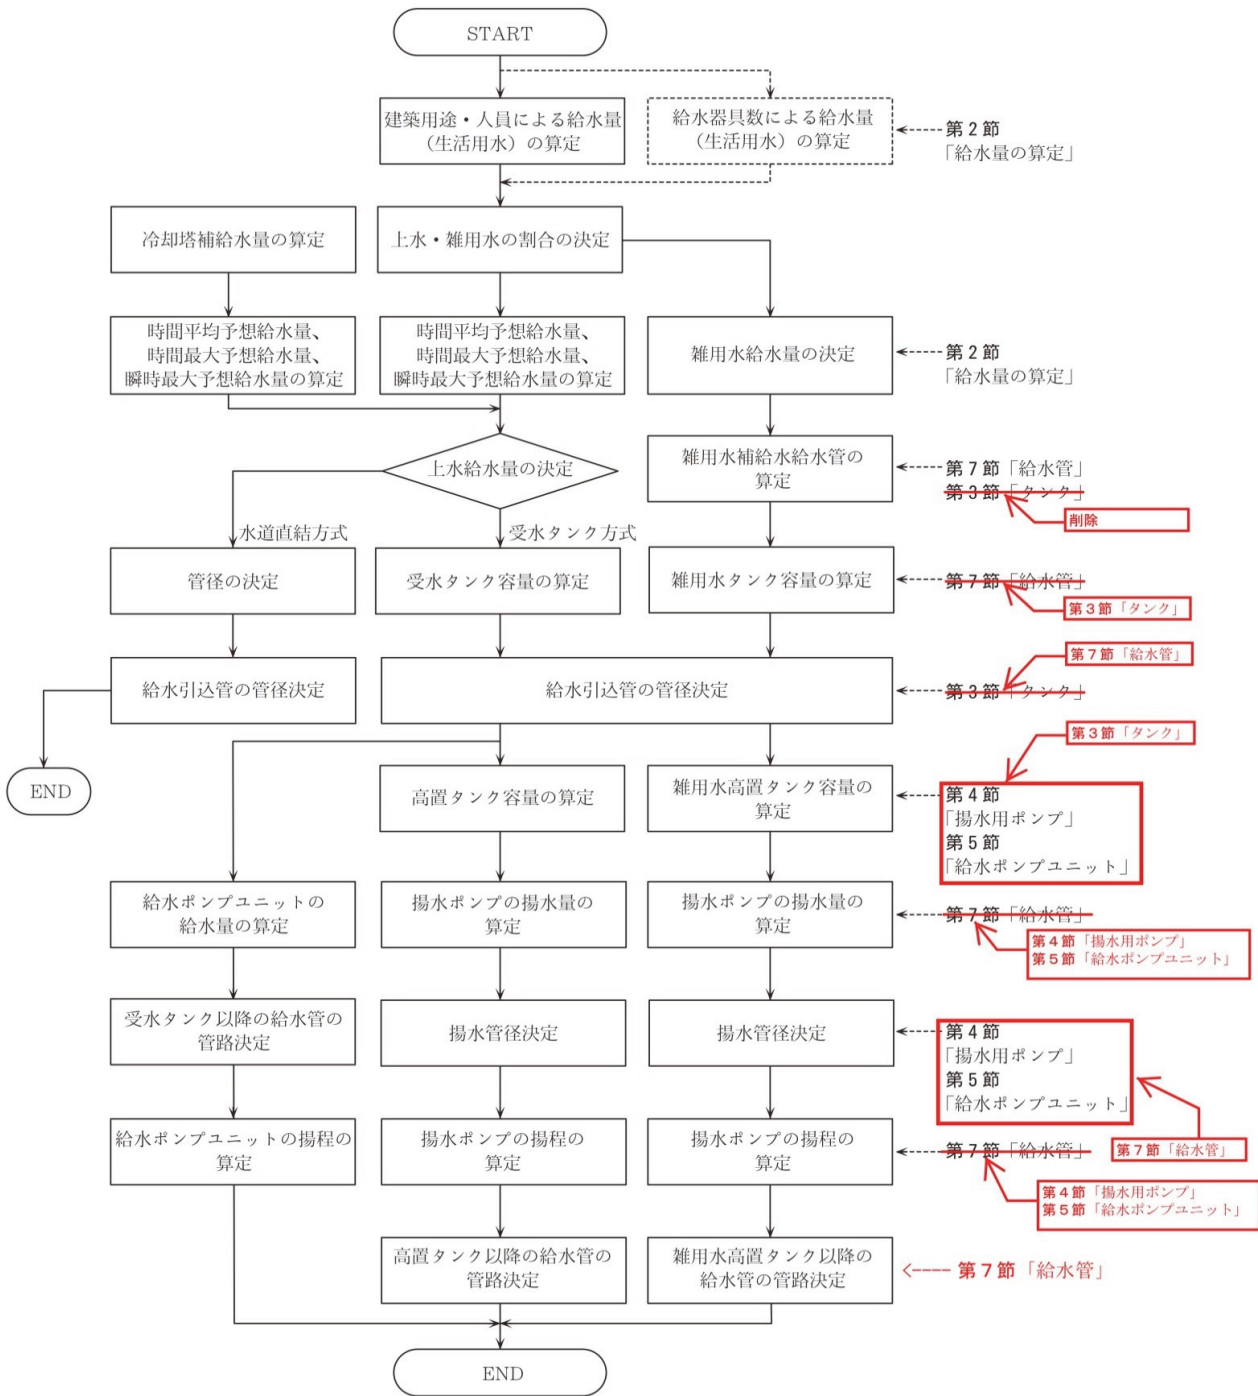 START
建築用途・人員による給水量
（生活用水）の算定
給水器具数による給水量
（生活用水）の算定
第２節
「給水量の算定」
冷却塔補給水量の算定
上水・雑用水の割合の決定
時間平均予想給水量、
時間最大予想給水量、
瞬時最大予想給水量の算定
時間平均予想給水量、
時間最大予想給水量、
瞬時最大予想給水量の算定
雑用水給水量の決定
第２節
「給水量の算定」
上水給水量の決定
雑用水補給水給水管の
算定
第７節「給水管」
第３節「タンク」
削除
水道直結方式
受水タンク方式
管径の決定
受水タンク容量の算定
雑用水タンク容量の算定
第７節「給水管」
第３節「タンク」
第７節「給水管」
給水引込管の管径決定
給水引込管の管径決定
第３節「タンク」
第３節「タンク」
END
高置タンク容量の算定
雑用水高置タンク容量の
算定
第４節
「揚水用ポンプ」
第５節
「給水ポンプユニット」
給水ポンプユニットの
給水量の算定
揚水ポンプの揚水量の
算定
揚水ポンプの揚水量の
算定
第７節「給水管」
第４節「揚水用ポンプ」
第５節「給水ポンプユニット」
受水タンク以降の給水管の
管路決定
揚水管径決定
揚水管径決定
第４節
「揚水用ポンプ」
第５節
「給水ポンプユニット」
給水ポンプユニットの揚程の
算定
揚水ポンプの揚程の
算定
揚水ポンプの揚程の
算定
第７節「給水管」
第７節「給水管」
第４節「揚水用ポンプ」
第５節「給水ポンプユニット」
高置タンク以降の給水管の
管路決定
雑用水高置タンク以降の
給水管の管路決定
第７節「給水管」
END